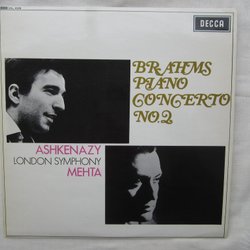 DECCA
BRAHMS
PIANO
CONCERTO
NO.2
ASHKENAZY
LONDON SYMPHONY
MEHTA